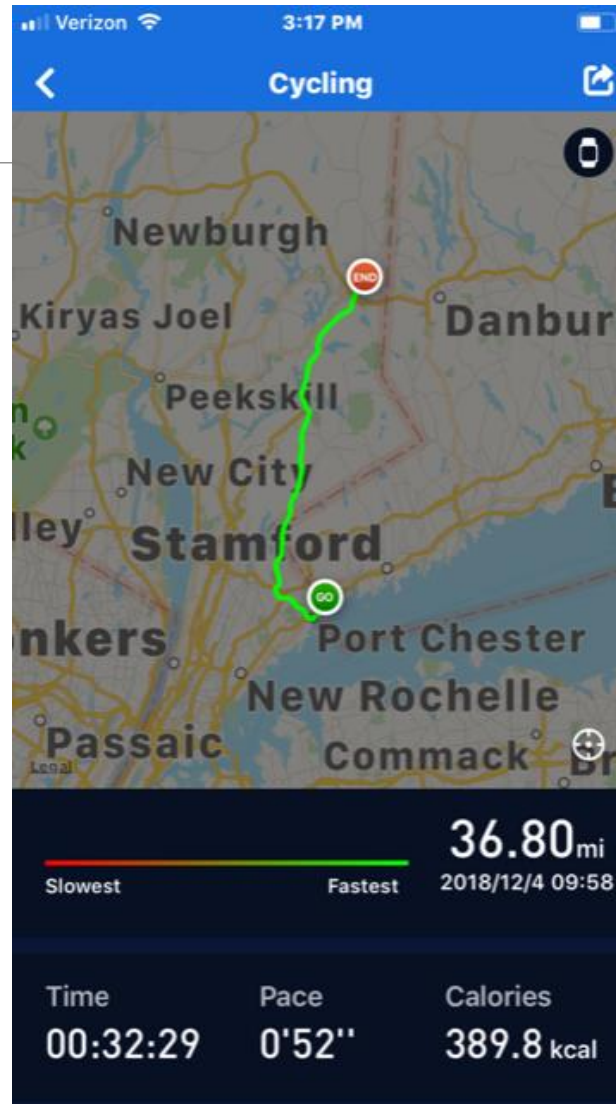 Verizon 3:17 PM
Cycling
Newburgh
END
Kiryas Joel
Danbur
Peekskill
n
k
New City
lley
Stamford
GO
nkers
Port Chester
New Rochelle
Passaic
Commack
Br
Legal
36.80mi
Slowest Fastest 2018/12/4 09:58
Time Pace Calories
00:32:29 0'52'' 389.8 kcal